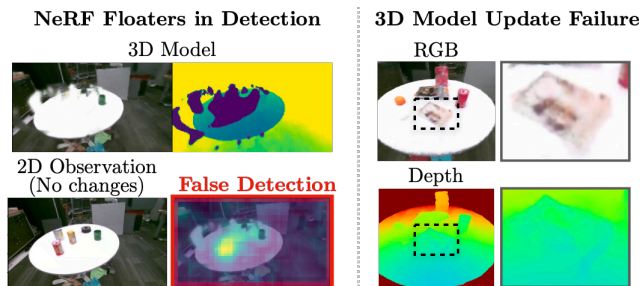 NeRF Floaters in Detection
3D Model
2D Observation
(No changes)
False Detection
3D Model Update Failure
RGB
Depth